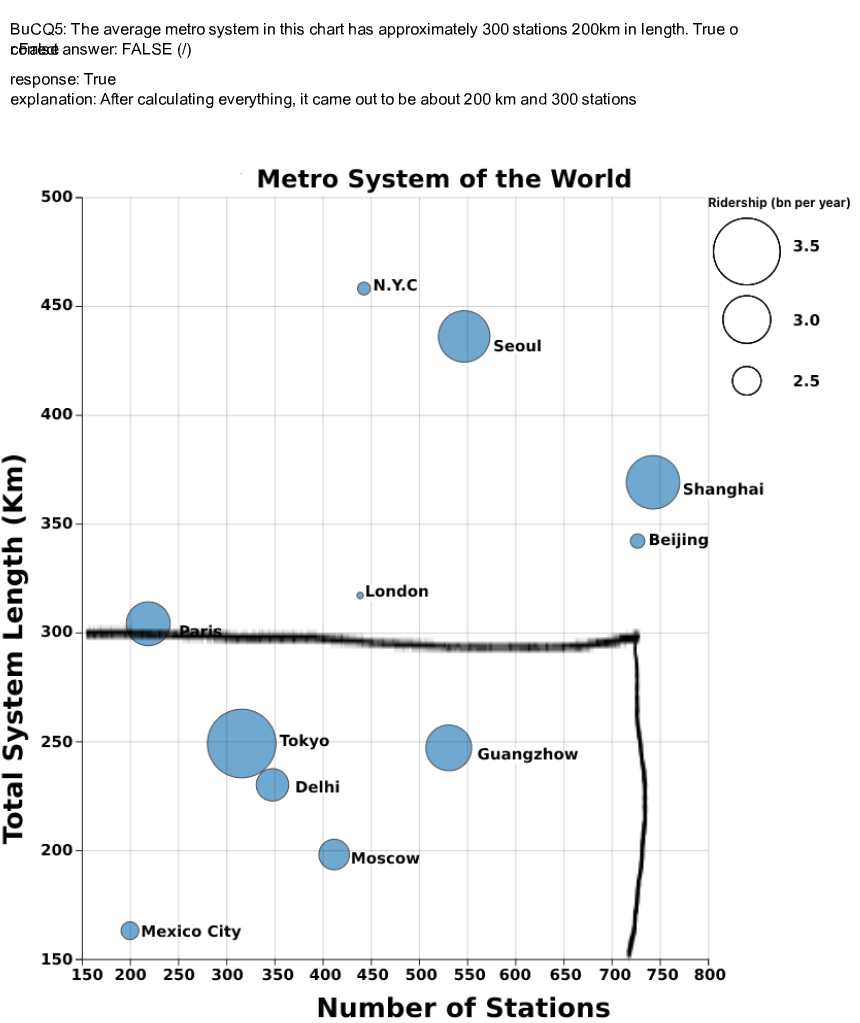 BuCQ5: The average metro system in this chart has approximately 300 stations 200km in length. True o
r False
correct answer: FALSE (/)
response: True
explanation: After calculating everything, it came out to be about 200 km and 300 stations
Metro System of the World
Ridership (bn per year)
3.5
3.0
2.5
Total System Length (Km)
500
450
400
350
300
250
200
150
N.Y.C
Seoul
Shanghai
Beijing
London
Paris
Tokyo
Guangzhow
Delhi
Moscow
Mexico City
150 200 250 300 350 400 450 500 550 600 650 700 750 800
Number of Stations